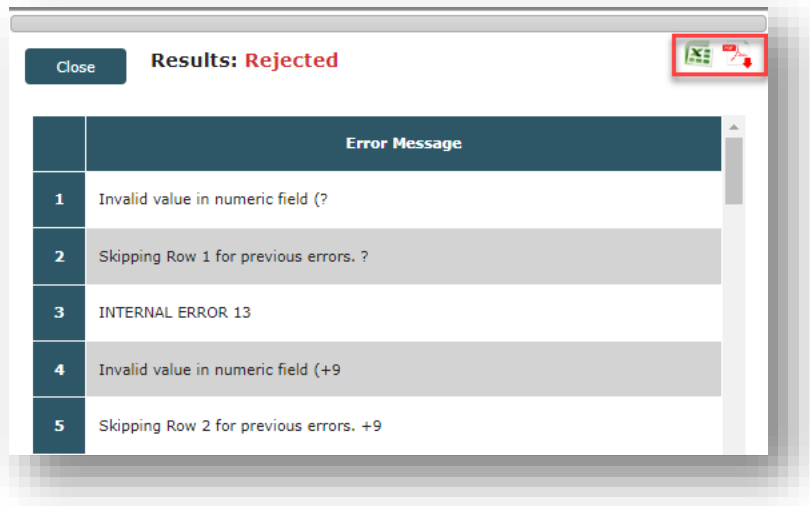 Close
Results: Rejected
PDF
Error Message
1 Invalid value in numeric field (?
2 Skipping Row 1 for previous errors. ?
3 INTERNAL ERROR 13
4 Invalid value in numeric field (+9
5 Skipping Row 2 for previous errors. +9